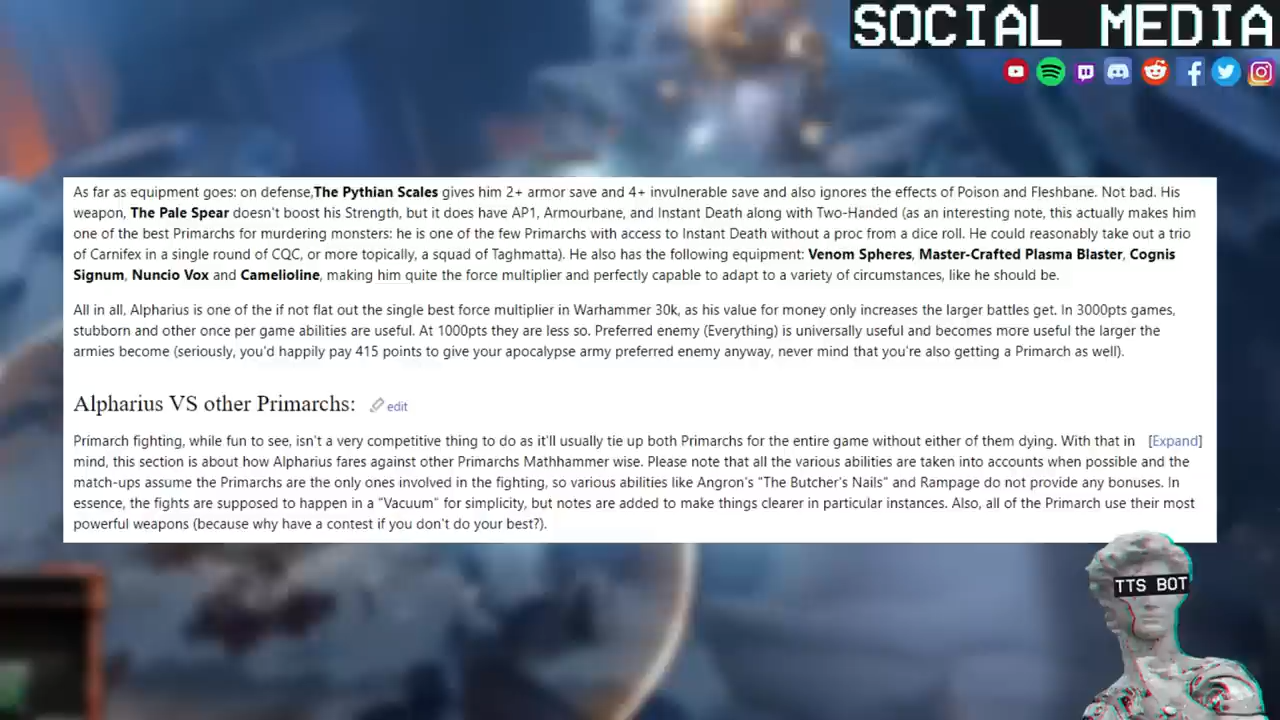 SOCIAL MEDIA
As far as equipment goes: on defense,The Pythian Scales gives him 2+ armor save and 4+ invulnerable save and also ignores the effects of Poison and Fleshbane. Not bad. His
weapon, The Pale Spear doesn't boost his Strength, but it does have AP1, Armourbane, and Instant Death along with Two-Handed (as an interesting note, this actually makes him
one of the best Primarchs for murdering monsters: he is one of the few Primarchs with access to Instant Death without a proc from a dice roll. He could reasonably take out a trio
of Carnifex in a single round of CQC, or more topically, a squad of Taghmatta). He also has the following equipment: Venom Spheres, Master-Crafted Plasma Blaster, Cognis
Signum, Nuncio Vox and Camelioline, making him quite the force multiplier and perfectly capable to adapt to a variety of circumstances, like he should be.
All in all, Alpharius is one of the if not flat out the single best force multiplier in Warhammer 30k, as his value for money only increases the larger battles get. In 3000pts games,
stubborn and other once per game abilities are useful. At 1000pts they are less so. Preferred enemy (Everything) is universally useful and becomes more useful the larger the
armies become (seriously, you'd happily pay 415 points to give your apocalypse army preferred enemy anyway, never mind that you're also getting a Primarch as well).
Alpharius VS other Primarchs: edit
Primarch fighting, while fun to see, isn't a very competitive thing to do as it'll usually tie up both Primarchs for the entire game without either of them dying. With that in [Expand]
mind, this section is about how Alpharius fares against other Primarchs Mathhammer wise. Please note that all the various abilities are taken into accounts when possible and the
match-ups assume the Primarchs are the only ones involved in the fighting, so various abilities like Angron's "The Butcher's Nails" and Rampage do not provide any bonuses. In
essence, the fights are supposed to happen in a "Vacuum" for simplicity, but notes are added to make things clearer in particular instances. Also, all of the Primarch use their most
powerful weapons (because why have a contest if you don't do your best?).
TTS BOT